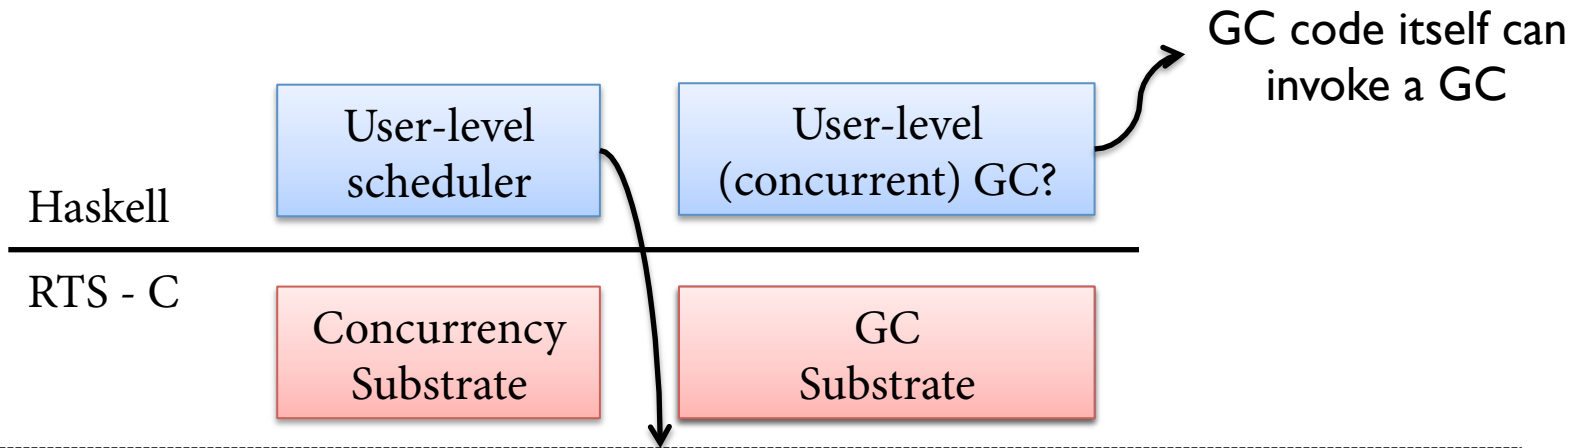 GC code itself can
invoke a GC
User-level
scheduler
User-level
(concurrent) GC?
Haskell
RTS - C
Concurrency
Substrate
GC
Substrate